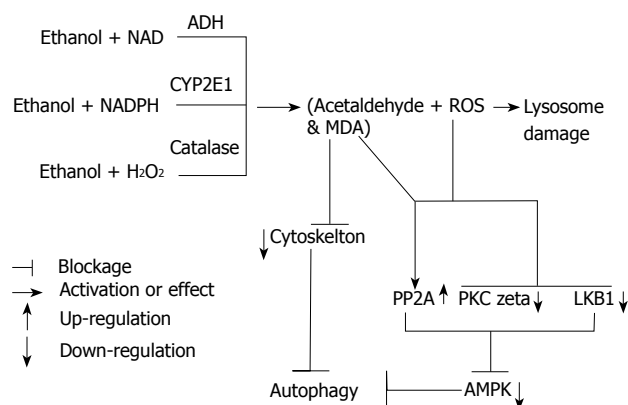 ADH
Ethanol + NAD
CYP2E1
Ethanol + NADPH
(Acetaldehyde + ROS
& MDA)
Lysosome
damage
Catalase
Ethanol + H₂O₂
Cytoskelton
Blockage
Activation or effect
Up-regulation
Down-regulation
PP2A
PKC zeta
LKB1
Autophagy
AMPK